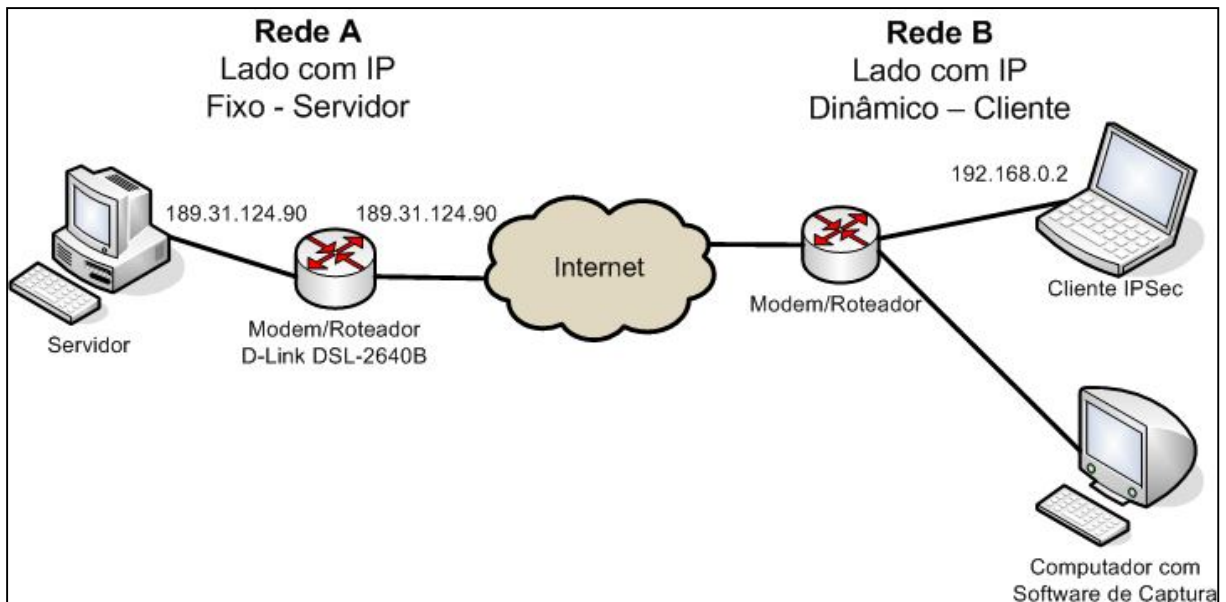 Rede A
Lado com IP
Fixo - Servidor
Rede B
Lado com IP
Dinâmico – Cliente
192.168.0.2
189.31.124.90
189.31.124.90
Internet
Servidor
Modem/Roteador
D-Link DSL-2640B
Modem/Roteador
Cliente IPSec
Computador com
Software de Captura